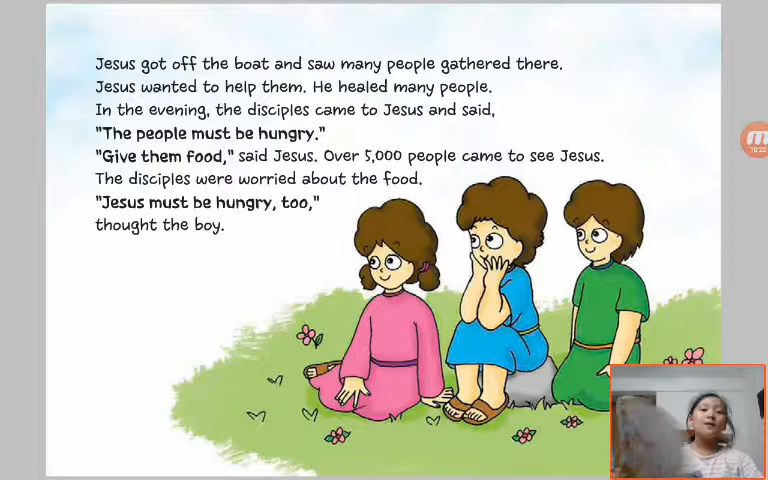 Jesus got off the boat and saw many people gathered there.
Jesus wanted to help them. He healed many people.
In the evening, the disciples came to Jesus and said,
"The people must be hungry."
"Give them food," said Jesus. Over 5,000 people came to see Jesus.
The disciples were worried about the food.
"Jesus must be hungry, too,"
thought the boy.
10:22